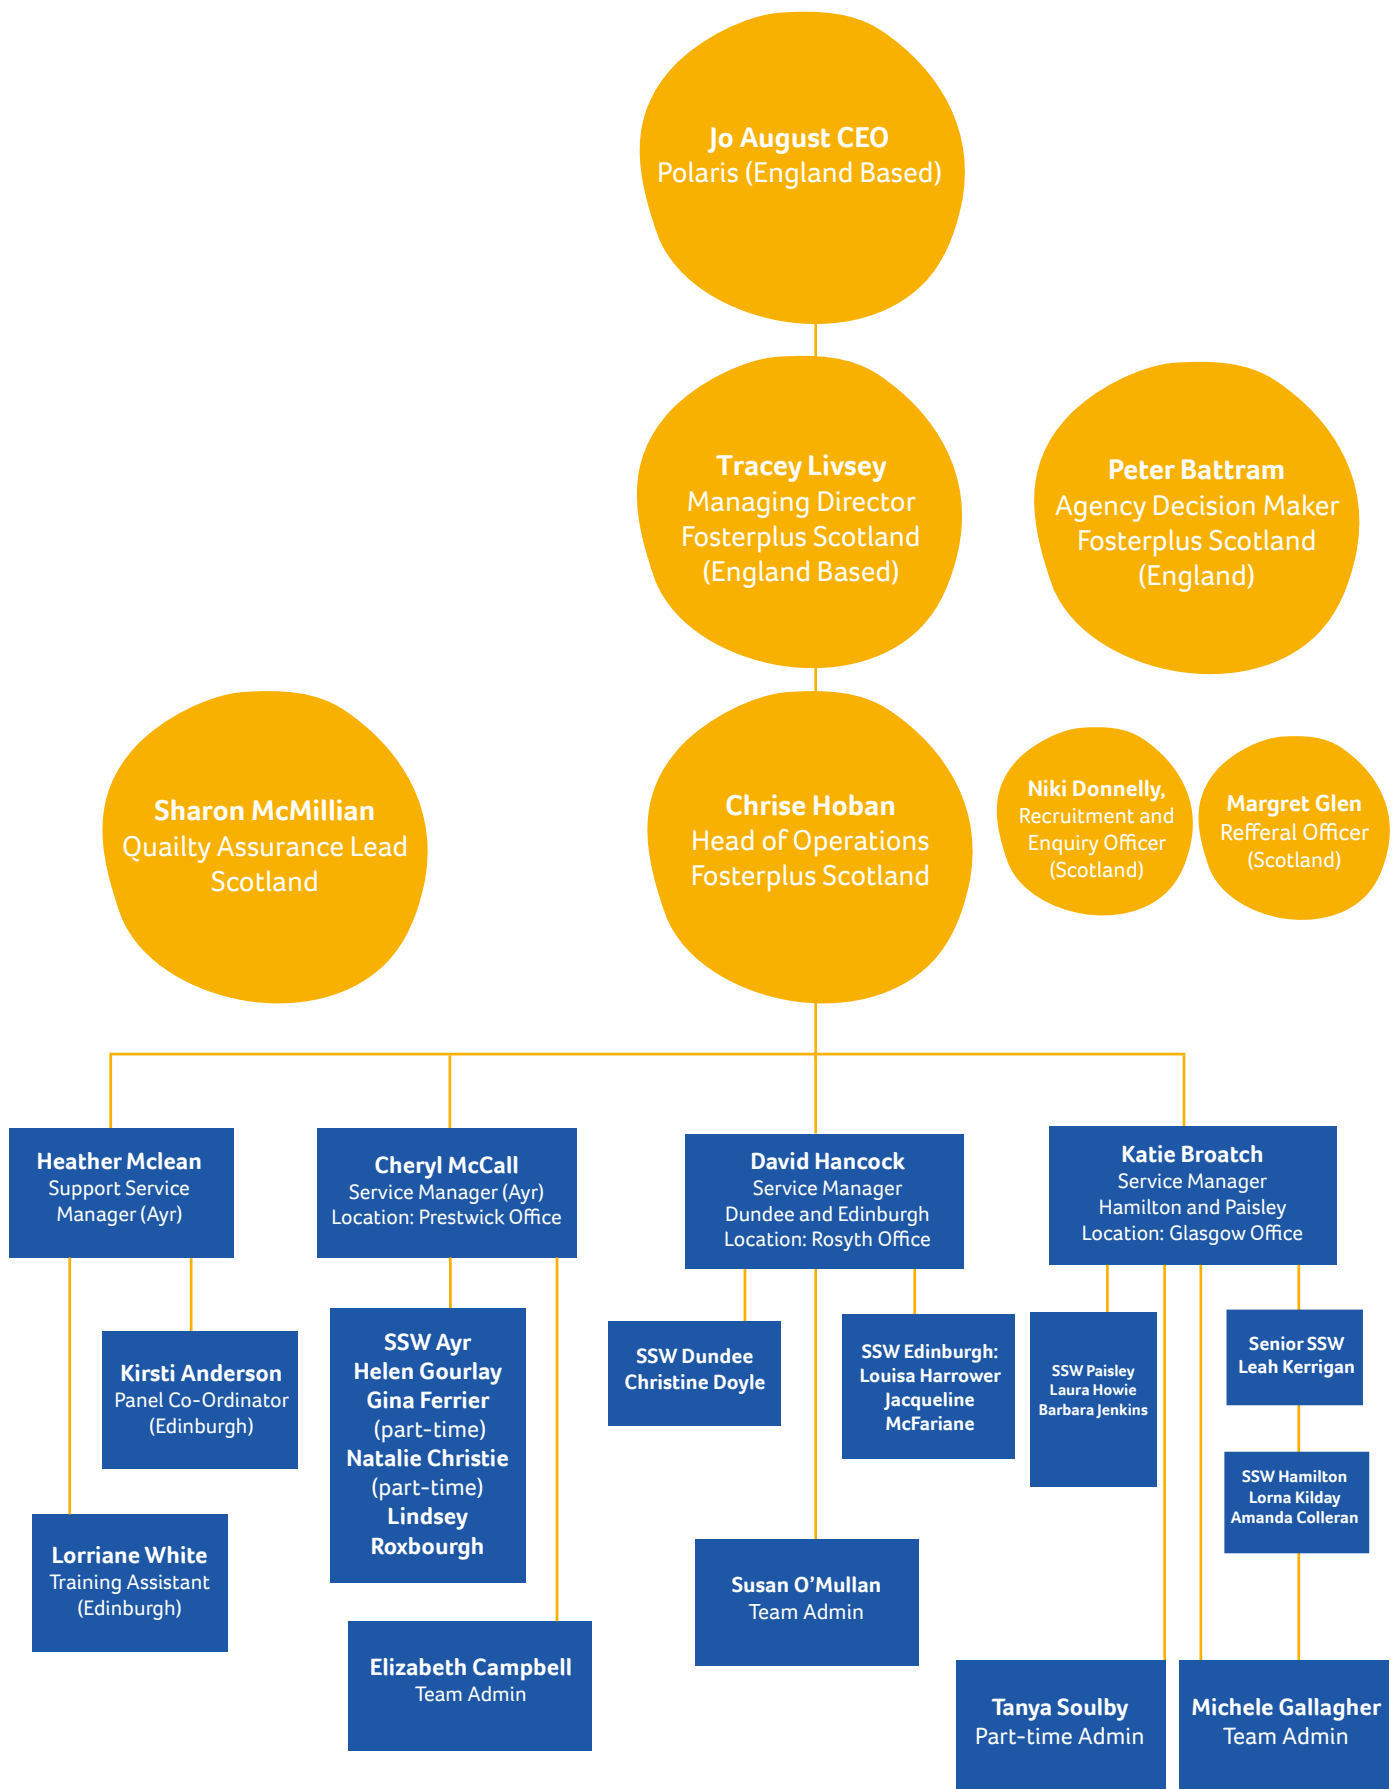 Jo August CEO
Polaris (England Based)
Tracey Livsey
Managing Director
Fosterplus Scotland
(England Based)
Peter Battram
Agency Decision Maker
Fosterplus Scotland
(England)
Sharon McMillian
Quailty Assurance Lead
Scotland
Chrise Hoban
Head of Operations
Fosterplus Scotland
Niki Donnelly,
Recruitment and
Enquiry Officer
(Scotland)
Margret Glen
Refferal Officer
(Scotland)
Heather Mclean
Support Service
Manager (Ayr)
Cheryl McCall
Service Manager (Ayr)
Location: Prestwick Office
David Hancock
Service Manager
Dundee and Edinburgh
Location: Rosyth Office
Katie Broatch
Service Manager
Hamilton and Paisley
Location: Glasgow Office
Kirsti Anderson
Panel Co-Ordinator
(Edinburgh)
Lorriane White
Training Assistant
(Edinburgh)
SSW Ayr
Helen Gourlay
Gina Ferrier
(part-time)
Natalie Christie
(part-time)
Lindsey
Roxbourgh
Elizabeth Campbell
Team Admin
SSW Dundee
Christine Doyle
SSW Edinburgh:
Louisa Harrower
Jacqueline
McFariane
Susan O’Mullan
Team Admin
SSW Paisley
Laura Howie
Barbara Jenkins
Senior SSW
Leah Kerrigan
SSW Hamilton
Lorna Kilday
Amanda Colleran
Tanya Soulby
Part-time Admin
Michele Gallagher
Team Admin